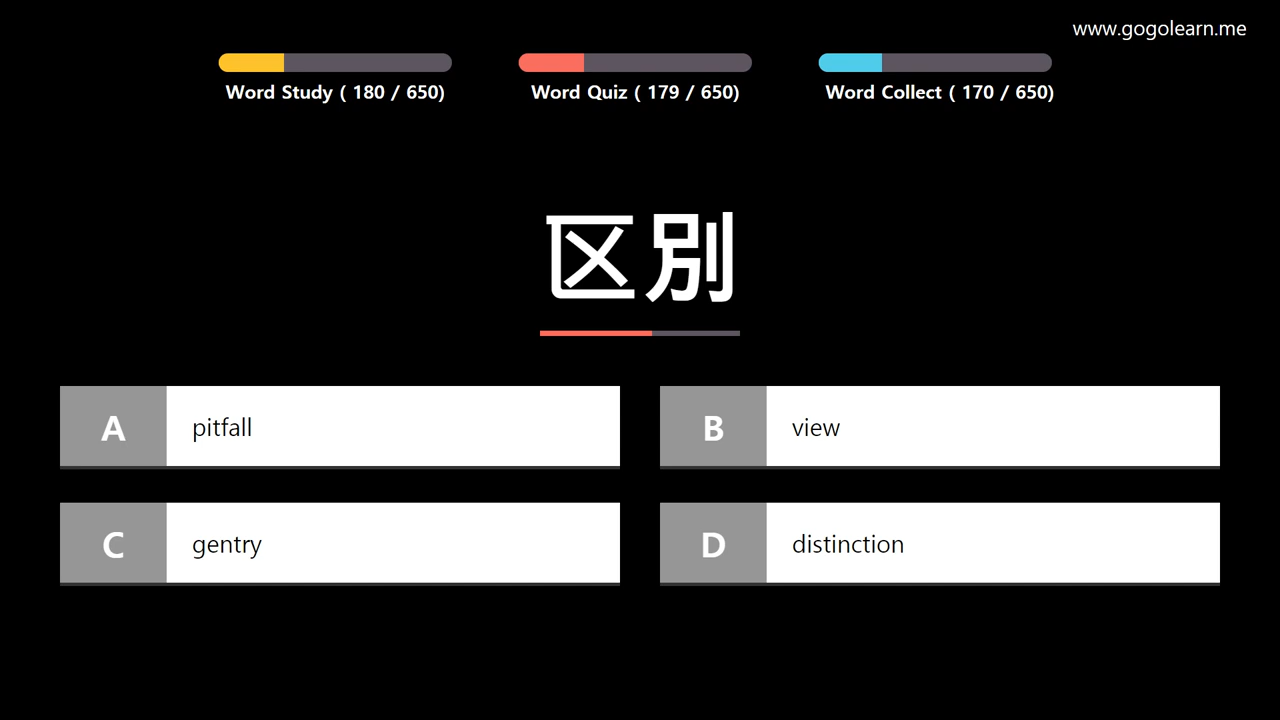 www.gogolearn.me
Word Study ( 180 / 650)
Word Quiz ( 179 / 650)
Word Collect ( 170 / 650)
区別
A pitfall
B view
C gentry
D distinction